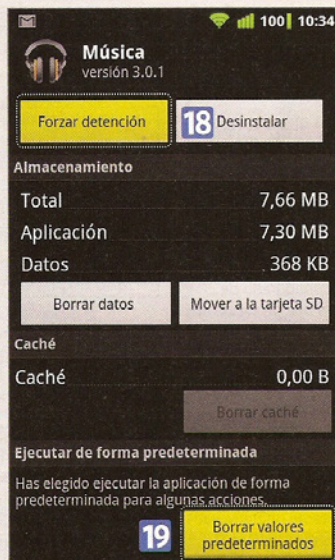 100 10:34
Música
versión 3.0.1
Forzar detención 18 Desinstalar
Almacenamiento
Total 7,66 MB
Aplicación 7,30 MB
Datos 368 KB
Borrar datos Mover a la tarjeta SD
Caché
Caché 0,00 B
Borrar caché
Ejecutar de forma predeterminada
Has elegido ejecutar la aplicación de forma
predeterminada para algunas acciones.
19 Borrar valores
predeterminados